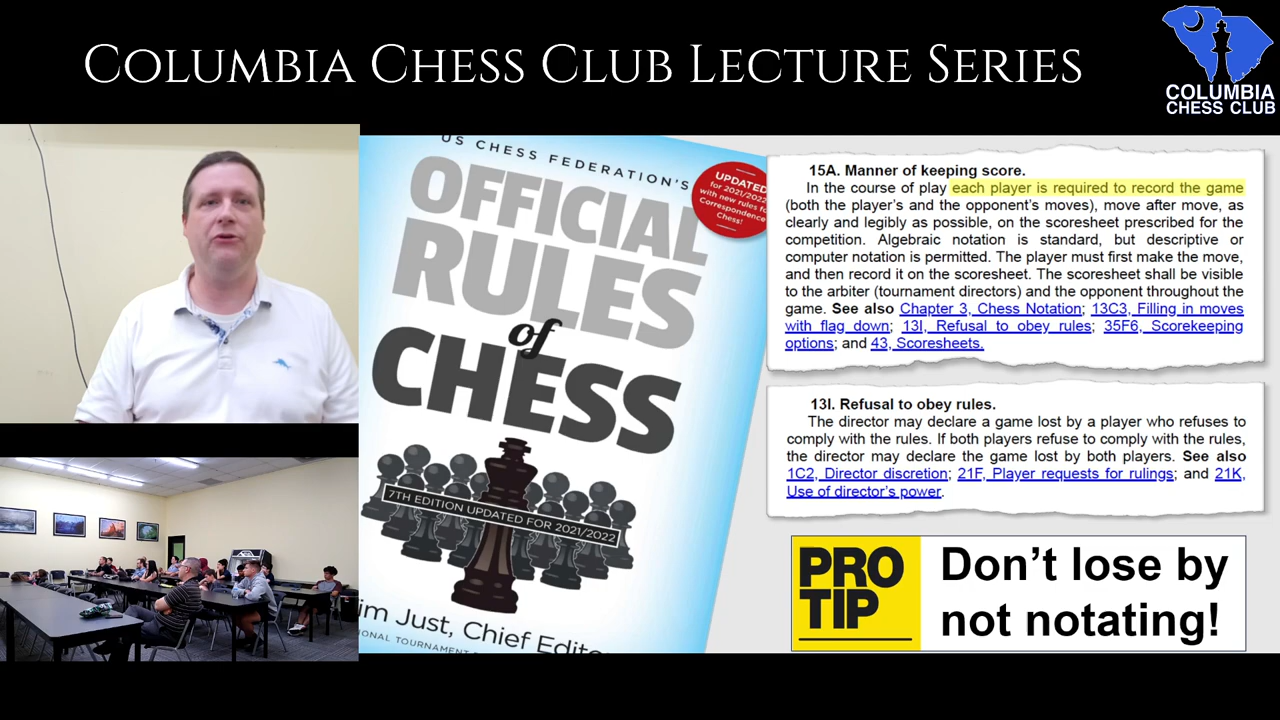 COLUMBIA CHESS CLUB LECTURE SERIES
COLUMBIA
CHESS CLUB
US CHESS FEDERATION'S
OFFICIAL
RULES
of
CHESS
UPDATED
for 2021/2022
with new rules for
Correspondence
Chess!
7TH EDITION UPDATED FOR 2021/2022
im Just, Chief Edito
IONAL TOURNAMENT
15A. Manner of keeping score.
In the course of play each player is required to record the game
(both the player's and the opponent's moves), move after move, as
clearly and legibly as possible, on the scoresheet prescribed for the
competition. Algebraic notation is standard, but descriptive or
computer notation is permitted. The player must first make the move,
and then record it on the scoresheet. The scoresheet shall be visible
to the arbiter (tournament directors) and the opponent throughout the
game. See also Chapter 3, Chess Notation; 13C3, Filling in moves
with flag down; 13I, Refusal to obey rules; 35F6, Scorekeeping
options; and 43, Scoresheets.
13I. Refusal to obey rules.
The director may declare a game lost by a player who refuses to
comply with the rules. If both players refuse to comply with the rules,
the director may declare the game lost by both players. See also
1C2, Director discretion; 21F, Player requests for rulings; and 21K,
Use of director's power.
PRO
TIP
Don't lose by
not notating!